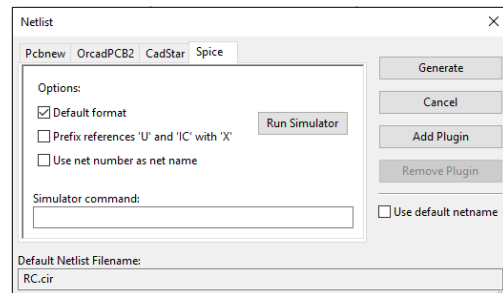 Netlist
Pcbnew OrcadPCB2 CadStar Spice
Generate
Options:
Cancel
Default format
Run Simulator
Prefix references 'U' and 'IC' with 'X'
Add Plugin
Use net number as net name
Remove Plugin
Simulator command:
Use default netname
Default Netlist Filename:
RC.cir